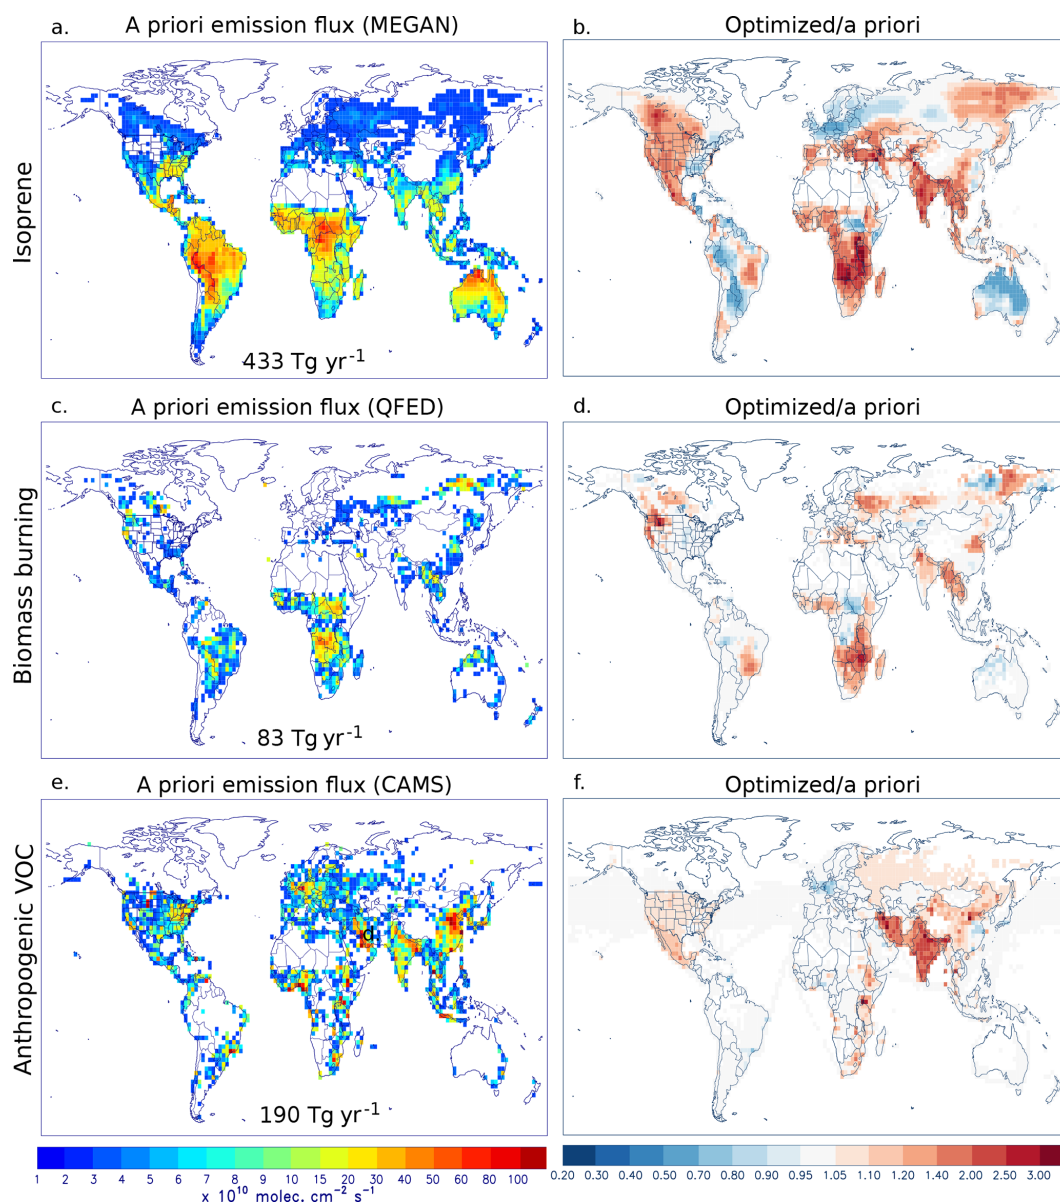 a. A priori emission flux (MEGAN)
b. Optimized/a priori
Isoprene
433 Tg yr⁻¹
c. A priori emission flux (QFED)
d. Optimized/a priori
Biomass burning
83 Tg yr⁻¹
e. A priori emission flux (CAMS)
f. Optimized/a priori
Anthropogenic VOC
d
190 Tg yr⁻¹
1 2 3 4 5 6 7 8 9 10 15 20 30 40 50 60 80 100
x 10¹⁰ molec. cm⁻² s⁻¹
0.20 0.30 0.50 0.70 0.80 0.90 0.95 1.05 1.10 1.20 1.40 2.00 2.50 3.00